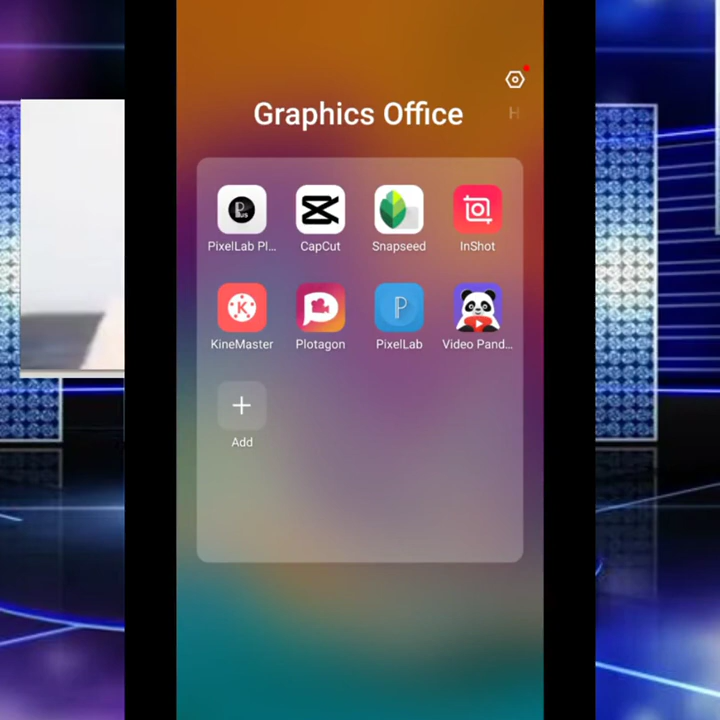 Graphics Office
H
PixelLab Pl... CapCut Snapseed InShot
KineMaster Plotagon PixelLab Video Pand...
Add